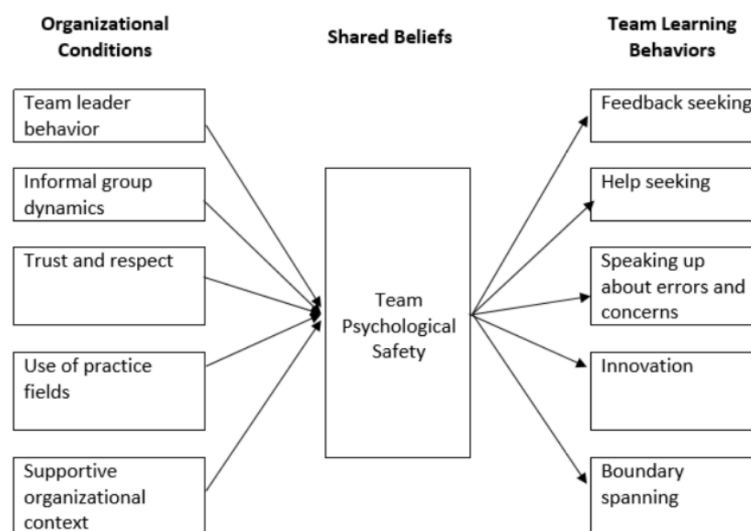 Organizational
Conditions
Shared Beliefs
Team Learning
Behaviors
Team leader
behavior
Informal group
dynamics
Trust and respect
Use of practice
fields
Supportive
organizational
context
Team
Psychological
Safety
Feedback seeking
Help seeking
Speaking up
about errors and
concerns
Innovation
Boundary
spanning